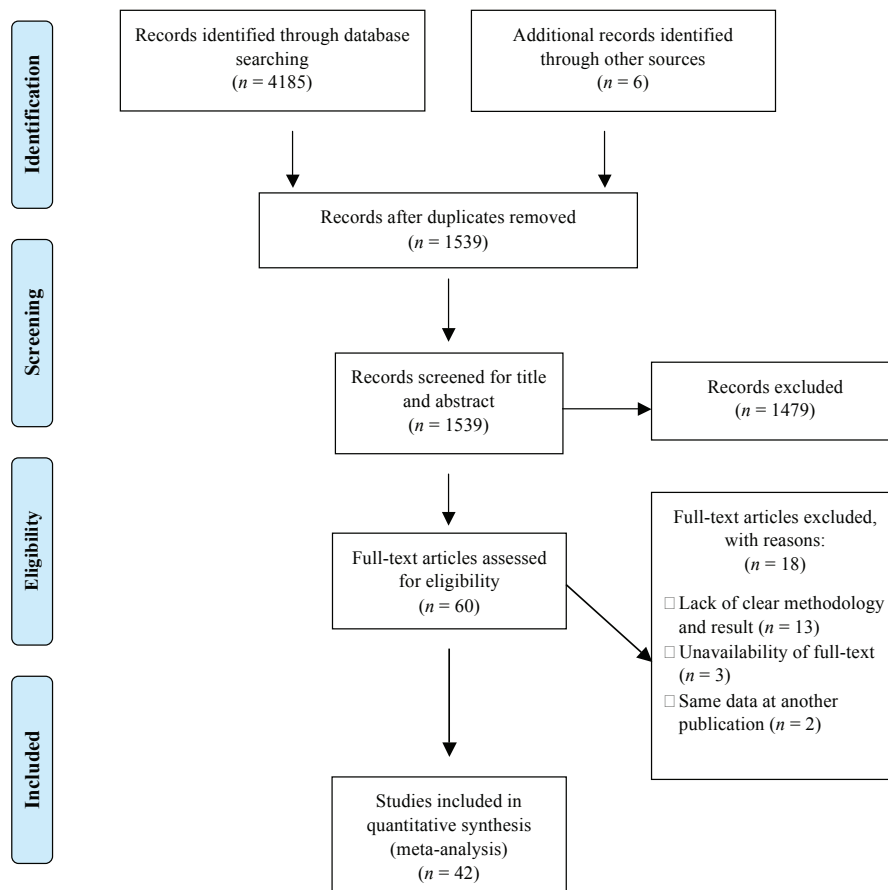 Identification
Records identified through database
searching
(n = 4185)
Additional records identified
through other sources
(n = 6)
Records after duplicates removed
(n = 1539)
Screening
Records screened for title
and abstract
(n = 1539)
Records excluded
(n = 1479)
Eligibility
Full-text articles assessed
for eligibility
(n = 60)
Full-text articles excluded,
with reasons:
(n = 18)
□ Lack of clear methodology
and result (n = 13)
□ Unavailability of full-text
(n = 3)
□ Same data at another
publication (n = 2)
Included
Studies included in
quantitative synthesis
(meta-analysis)
(n = 42)